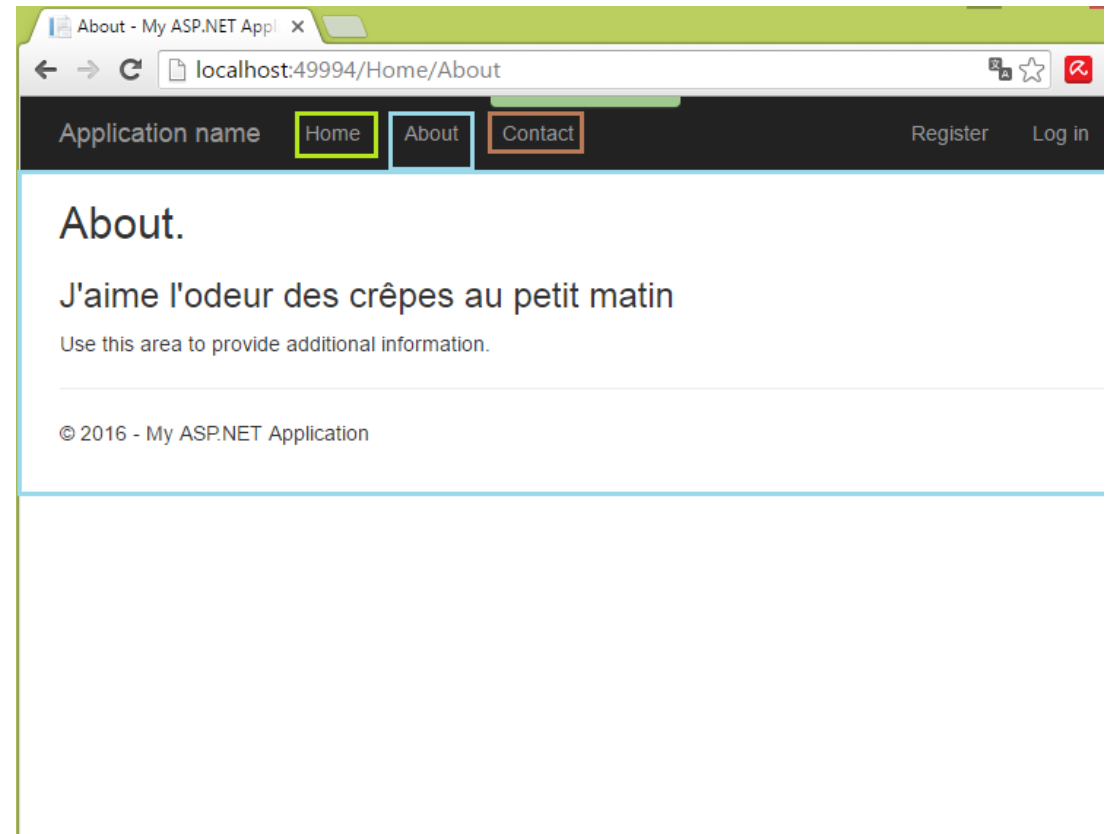 About - My ASP.NET Appl
localhost:49994/Home/About
Application name Home About Contact Register Log in
About.
J'aime l'odeur des crêpes au petit matin
Use this area to provide additional information.
© 2016 - My ASP.NET Application